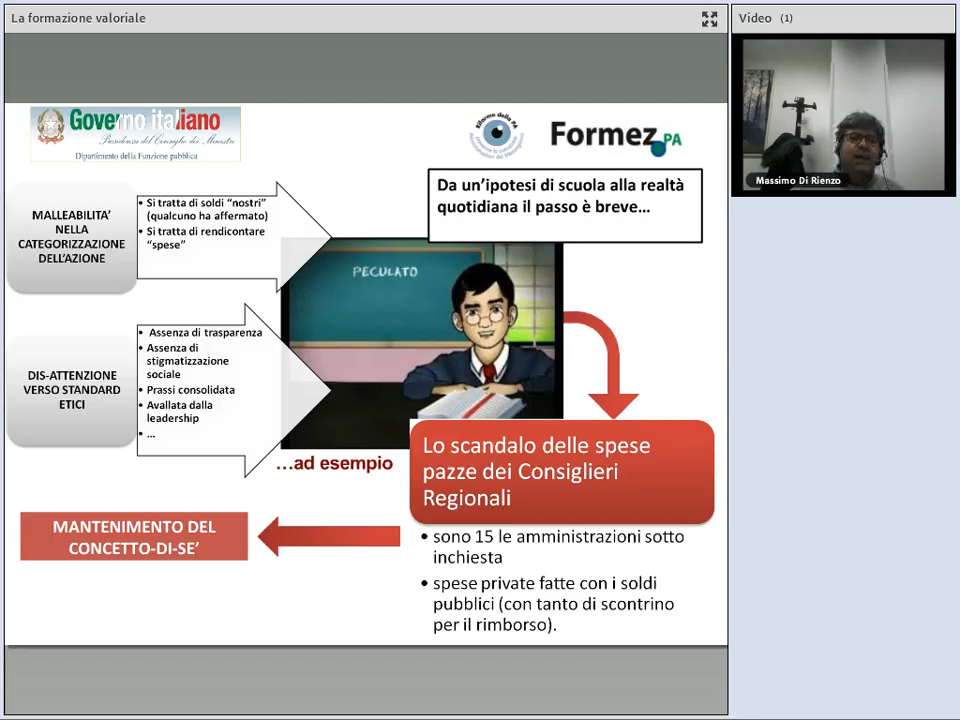 La formazione valoriale
Video (1)
Massimo Di Rienzo
Governo italiano
Presidenza del Consiglio dei Ministri
Dipartimento della Funzione pubblica
Riforme della PA
Formez PA
Da un’ipotesi di scuola alla realtà
quotidiana il passo è breve…
MALLEABILITA’
NELLA
CATEGORIZZAZIONE
DELL’AZIONE
• Si tratta di soldi “nostri”
(qualcuno ha affermato)
• Si tratta di rendicontare
“spese”
PECULATO
DIS-ATTENZIONE
VERSO STANDARD
ETICI
• Assenza di trasparenza
• Assenza di
stigmatizzazione
sociale
• Prassi consolidata
• Avallata dalla
leadership
• …
…ad esempio
Lo scandalo delle spese
pazze dei Consiglieri
Regionali
MANTENIMENTO DEL
CONCETTO-DI-SE’
• sono 15 le amministrazioni sotto
inchiesta
• spese private fatte con i soldi
pubblici (con tanto di scontrino
per il rimborso).